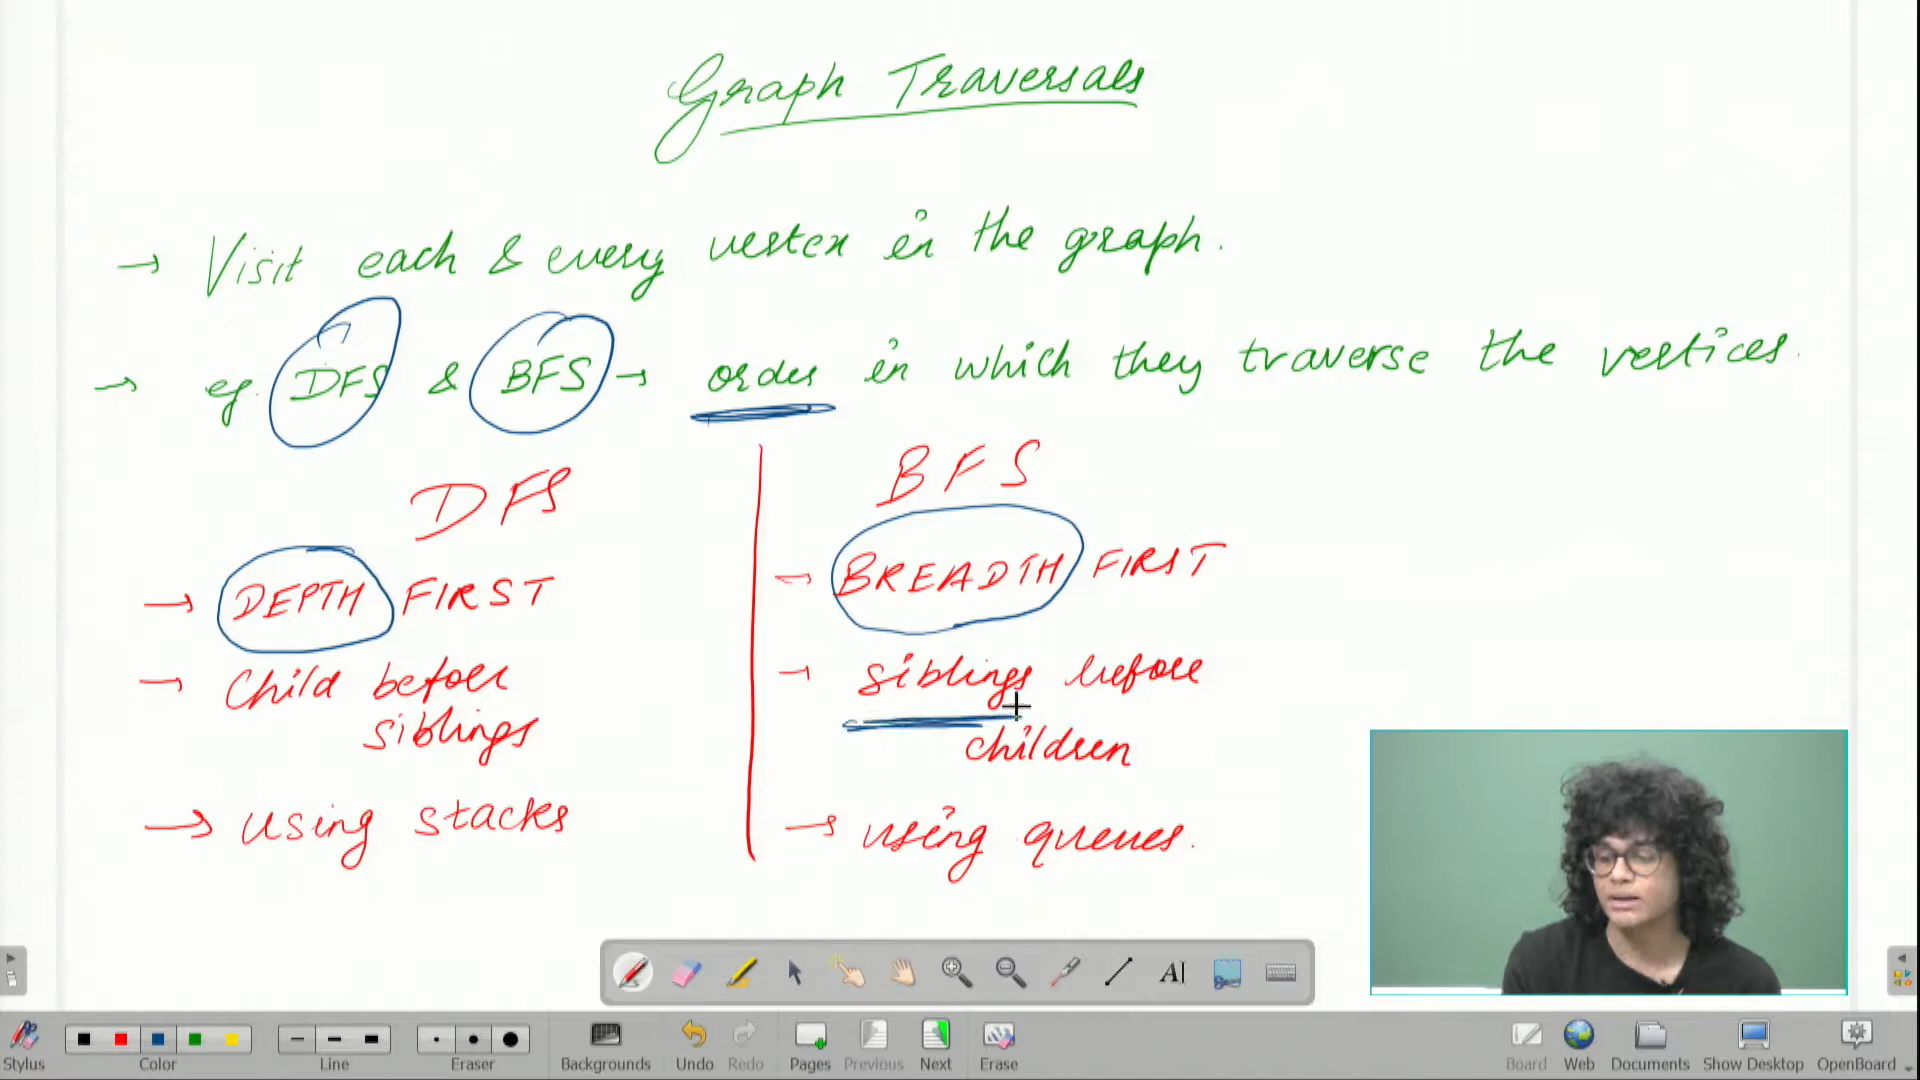 Graph Traversals
→ Visit each & every vertex in the graph.
→ eg. DFS & BFS → order in which they traverse the vertices.
DFS
→ DEPTH FIRST
→ Child before
siblings
→ using stacks
BFS
→ BREADTH FIRST
→ siblings before
children
→ using queues.
AI
Stylus
Color
Line
Eraser
Backgrounds
Undo
Redo
Pages
Previous
Next
Erase
Board
Web
Documents
Show Desktop
OpenBoard